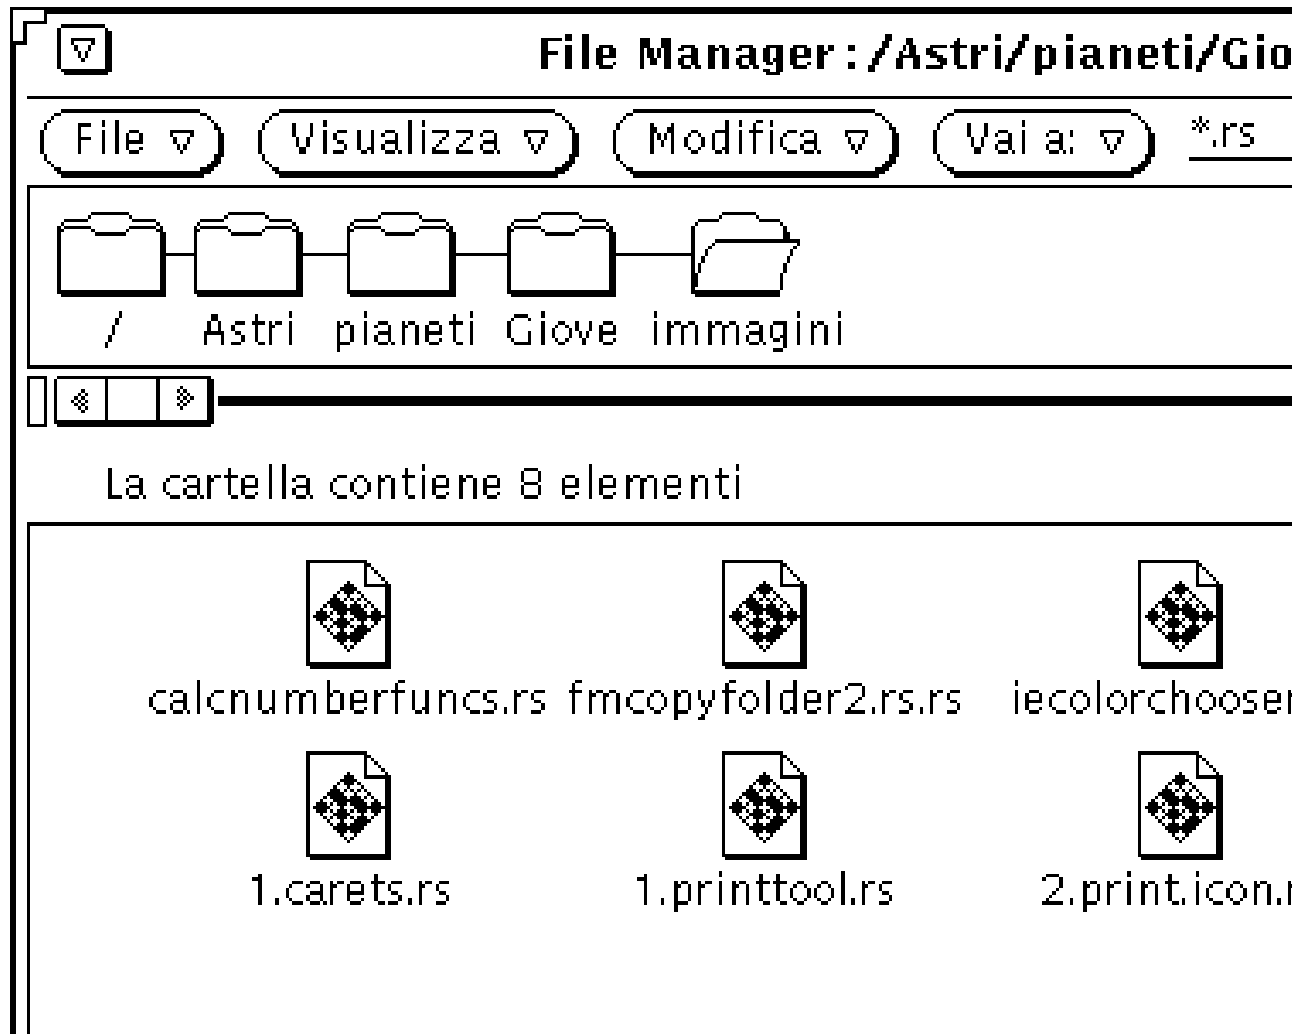 File Manager: /Astri/pianeti/Gio
File Visualizza Modifica Vai a: *.rs
/ Astri pianeti Giove immagini
La cartella contiene 8 elementi
calcnumberfuncs.rs fmcopyfolder2.rs.rs iecolorchooser
1.carets.rs 1.printtool.rs 2.print.icon.r